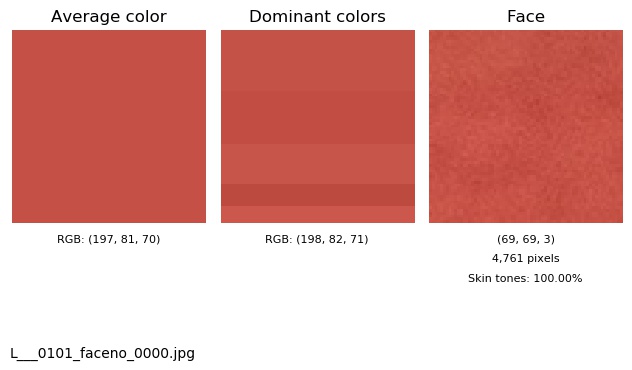 Average color
Dominant colors
Face
RGB: (197, 81, 70)
RGB: (198, 82, 71)
(69, 69, 3)
4,761 pixels
Skin tones: 100.00%
L___0101_faceno_0000.jpg